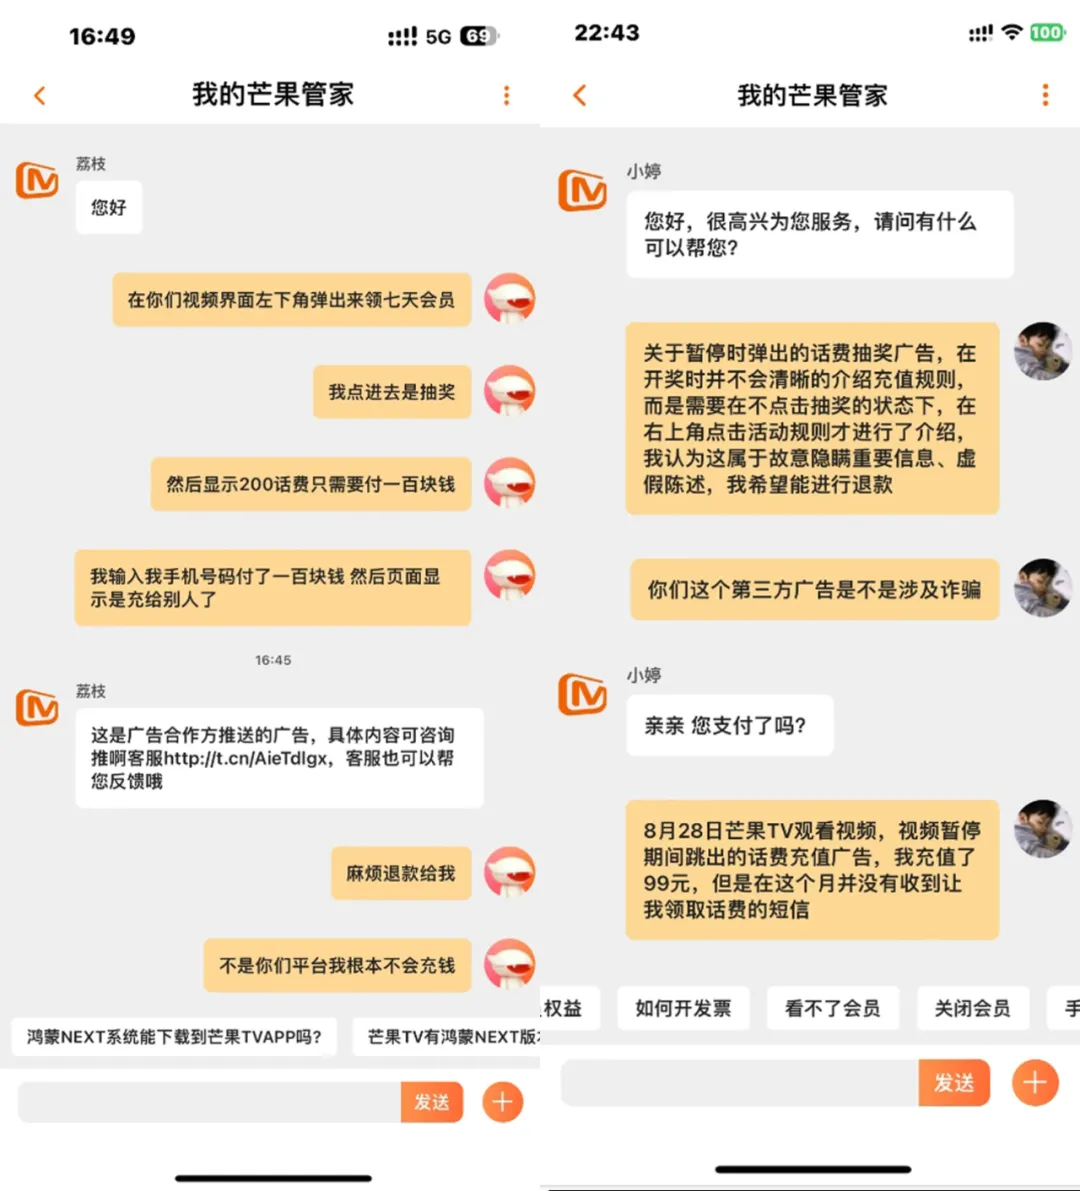 16:49
5G 69
我的芒果管家
荔枝
您好
在你们视频界面左下角弹出来领七天会员
我点进去是抽奖
然后显示200话费只需要付一百块钱
我输入我手机号码付了一百块钱 然后页面显
示是充给别人了
16:45
荔枝
这是广告合作方推送的广告，具体内容可咨询
推啊客服http://t.cn/AieTdlgx，客服也可以帮
您反馈哦
麻烦退款给我
不是你们平台我根本不会充钱
鸿蒙NEXT系统能下载到芒果TVAPP吗?
芒果TV有鸿蒙NEXT版
发送
22:43
100
我的芒果管家
小婷
您好，很高兴为您服务，请问有什么
可以帮您?
关于暂停时弹出的话费抽奖广告，在
开奖时并不会清晰的介绍充值规则，
而是需要在不点击抽奖的状态下，在
右上角点击活动规则才进行了介绍，
我认为这属于故意隐瞒重要信息、虚
假陈述，我希望能进行退款
你们这个第三方广告是不是涉及诈骗
小婷
亲亲 您支付了吗?
8月28日芒果TV观看视频，视频暂停
期间跳出的话费充值广告，我充值了
99元，但是在这个月并没有收到让
我领取话费的短信
权益
如何开发票
看不了会员
关闭会员
手
发送